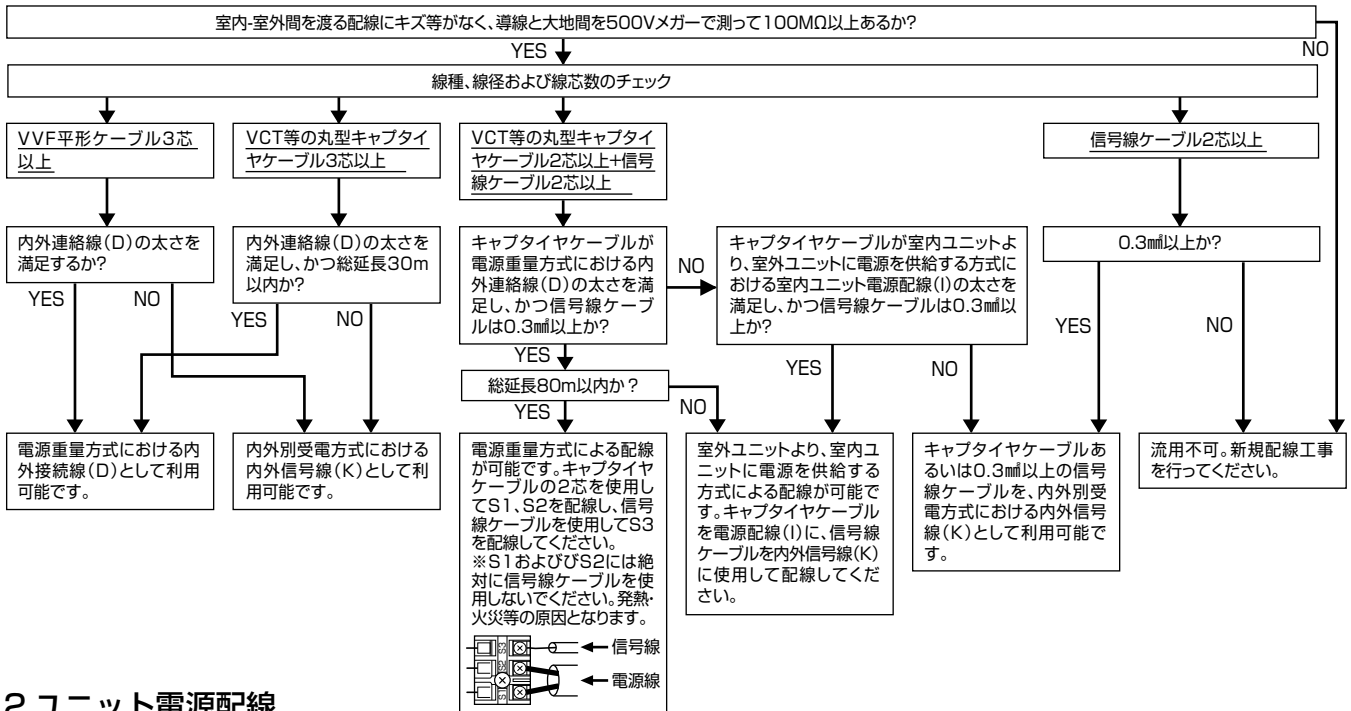 室内-室外間を渡る配線にキズ等がなく、導線と大地間を500Vメガーで測って100MΩ以上あるか?
YES
NO
線種、線径および線芯数のチェック
VVF平形ケーブル3芯
以上
VCT等の丸型キャプタイ
ヤケーブル3芯以上
VCT等の丸型キャプタイ
ヤケーブル2芯以上+信号
線ケーブル2芯以上
信号線ケーブル2芯以上
内外連絡線(D)の太さを
満足するか?
内外連絡線(D)の太さを
満足し、かつ総延長30m
以内か?
キャプタイヤケーブルが
電源重量方式における内
外連絡線(D)の太さを満
足し、かつ信号線ケーブ
ルは0.3㎟以上か?
NO
キャプタイヤケーブルが室内ユニットよ
り、室外ユニットに電源を供給する方式に
おける室内ユニット電源配線(I)の太さを
満足し、かつ信号線ケーブルは0.3㎟以
上か?
0.3㎟以上か?
YES
NO
YES
NO
YES
YES
NO
YES
NO
総延長80m以内か?
YES
NO
電源重量方式における内
外接続線(D)として利用
可能です。
内外別受電方式における
内外信号線(K)として利
用可能です。
電源重量方式による配線
が可能です。キャプタイヤ
ケーブルの2芯を使用し
てS1、S2を配線し、信号
線ケーブルを使用してS3
を配線してください。
※S1およびびS2には絶
対に信号線ケーブルを使
用しないでください。発熱・
火災等の原因となります。
S3
信号線
S2
電源線
S1
室外ユニットより、室内ユ
ニットに電源を供給する
方式による配線が可能で
す。キャプタイヤケーブル
を電源配線(I)に、信号線
ケーブルを内外信号線(K)
に使用して配線してくだ
さい。
キャプタイヤケーブルあ
るいは0.3㎟以上の信号
線ケーブルを、内外別受
電方式における内外信号
線(K)として利用可能で
す。
流用不可。新規配線工事
を行ってください。
2.ユニット電源配線